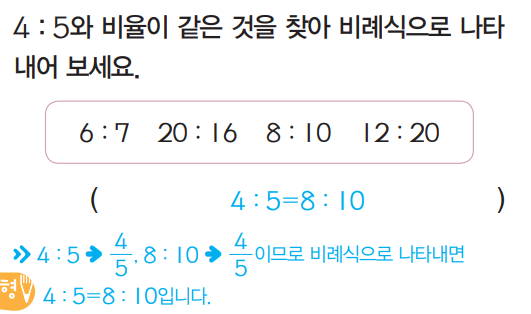 4 : 5와 비율이 같은 것을 찾아 비례식으로 나타
내어 보세요.
6 : 7 20 : 16 8 : 10 12 : 20
( 4 : 5=8 : 10 )
4 : 5 ➔ 4/5, 8 : 10 ➔ 4/5 이므로 비례식으로 나타내면
형 4 : 5=8 : 10입니다.